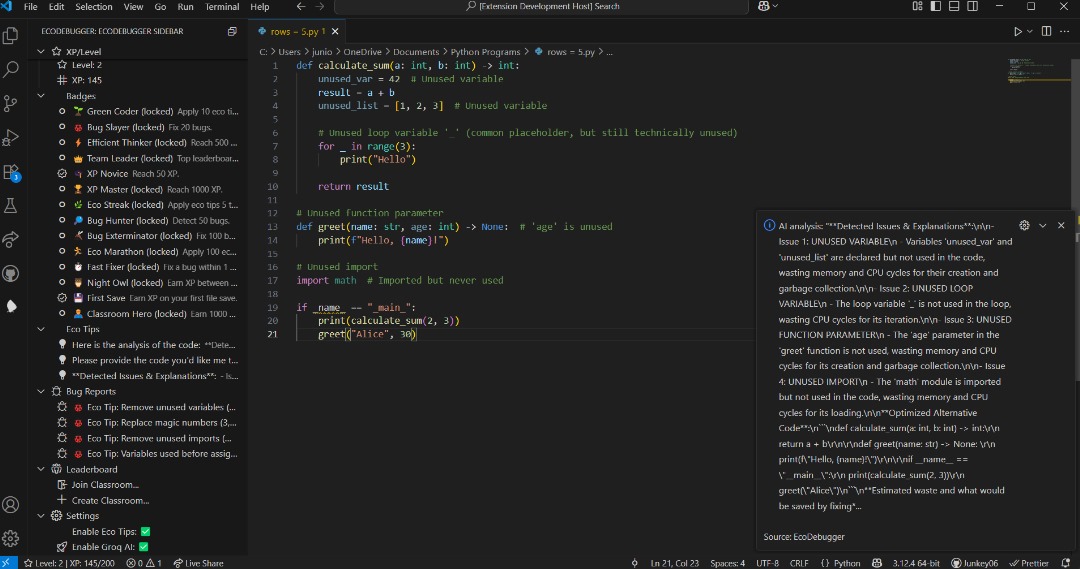 File Edit Selection View Go Run Terminal Help
[Extension Development Host] Search
ECODEBUGGER: ECODEBUGGER SIDEBAR
XP/Level
Level: 2
XP: 145
Badges
Green Coder (locked) Apply 10 eco ti...
Bug Slayer (locked) Fix 20 bugs.
Efficient Thinker (locked) Reach 500 ...
Team Leader (locked) Top leaderboar...
XP Novice Reach 50 XP.
XP Master (locked) Reach 1000 XP.
Eco Streak (locked) Apply eco tips 5 t...
Bug Hunter (locked) Detect 50 bugs.
Bug Exterminator (locked) Fix 100 b...
Eco Marathon (locked) Apply 100 ec...
Fast Fixer (locked) Fix a bug within 1 ...
Night Owl (locked) Earn XP between ...
First Save Earn XP on your first file save.
Classroom Hero (locked) Earn 1000 ...
Eco Tips
Here is the analysis of the code: **Dete...
Please provide the code you'd like me t...
**Detected Issues & Explanations**: - Is...
Bug Reports
Eco Tip: Remove unused variables (...
Eco Tip: Replace magic numbers (3,...
Eco Tip: Remove unused imports (...
Eco Tip: Variables used before assig...
Leaderboard
Join Classroom...
Create Classroom...
Settings
Enable Eco Tips:
Enable Groq AI:
3
rows = 5.py 1
C: > Users > junio > OneDrive > Documents > Python Programs > rows = 5.py > ...
1 def calculate_sum(a: int, b: int) -> int:
2 unused_var = 42 # Unused variable
3 result = a + b
4 unused_list = [1, 2, 3] # Unused variable
5
6 # Unused loop variable '_' (common placeholder, but still technically unused)
7 for _ in range(3):
8 print("Hello")
9
10 return result
11
12 # Unused function parameter
13 def greet(name: str, age: int) -> None: # 'age' is unused
14 print(f"Hello, {name}!")
15
16 # Unused import
17 import math # Imported but never used
18
19 if _name_ == "_main_":
20 print(calculate_sum(2, 3))
21 greet("Alice", 30)
AI analysis: "**Detected Issues & Explanations**:\n\n-
Issue 1: UNUSED VARIABLE\n - Variables 'unused_var' and
'unused_list' are declared but not used in the code,
wasting memory and CPU cycles for their creation and
garbage collection.\n\n- Issue 2: UNUSED LOOP
VARIABLE\n - The loop variable '_' is not used in the loop,
wasting CPU cycles for its iteration.\n\n- Issue 3: UNUSED
FUNCTION PARAMETER\n - The 'age' parameter in the
'greet' function is not used, wasting memory and CPU
cycles for its creation and garbage collection.\n\n- Issue
4: UNUSED IMPORT\n - The 'math' module is imported
but not used in the code, wasting memory and CPU
cycles for its loading.\n\n**Optimized Alternative
Code**:\n```\ndef calculate_sum(a: int, b: int) -> int:\r\n
return a + b\r\n\r\ndef greet(name: str) -> None: \r\n
print(f\"Hello, {name}!\")\r\n\r\nif __name__ ==
\"__main__\":\r\n print(calculate_sum(2, 3))\r\n
greet(\"Alice\")\n```\n**Estimated waste and what would
be saved by fixing*...
Source: EcoDebugger
Level: 2 | XP: 145/200 0 1 Live Share
Ln 21, Col 23 Spaces: 4 UTF-8 CRLF {} Python 3.12.4 64-bit Junkey06 Prettier